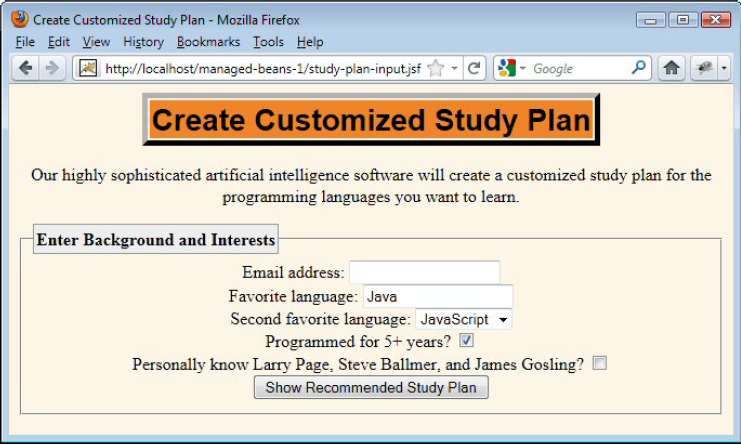 Create Customized Study Plan - Mozilla Firefox
File Edit View History Bookmarks Tools Help
http://localhost/managed-beans-1/study-plan-input.jsf Google
Create Customized Study Plan
Our highly sophisticated artificial intelligence software will create a customized study plan for the
programming languages you want to learn.
Enter Background and Interests
Email address:
Favorite language: Java
Second favorite language: JavaScript
Programmed for 5+ years?
Personally know Larry Page, Steve Ballmer, and James Gosling?
Show Recommended Study Plan